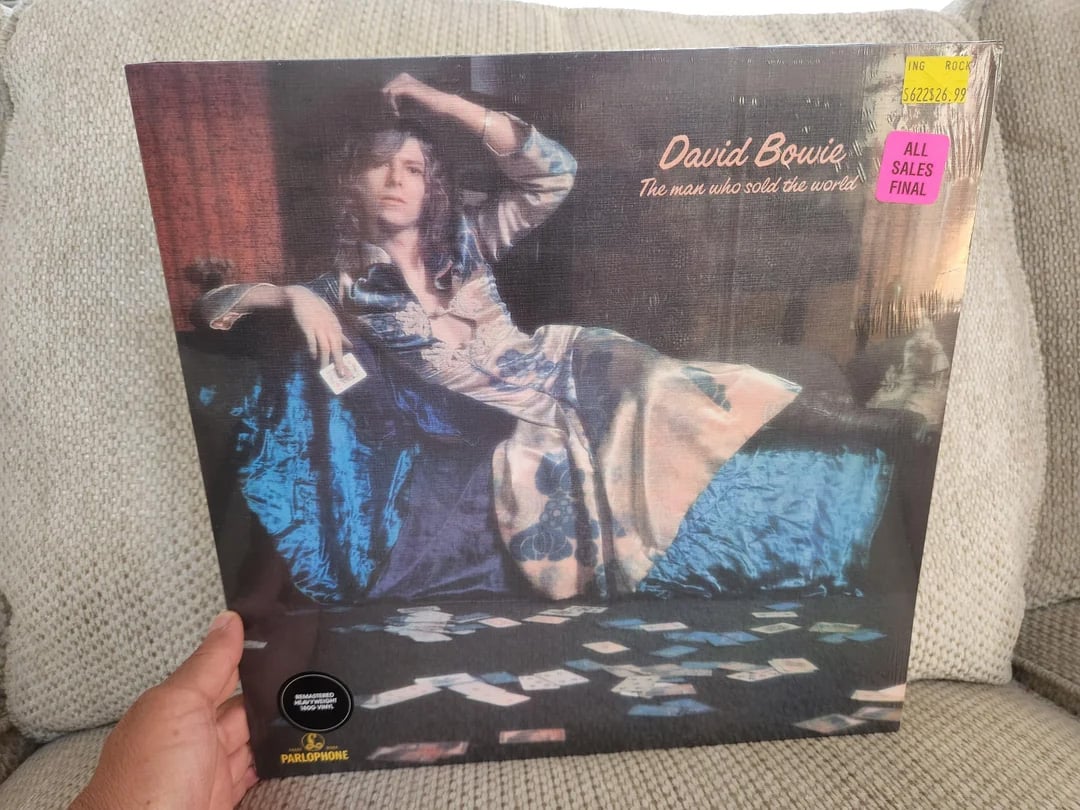 ING ROCK
S622$26.99
David Bowie
The man who sold the world
ALL
SALES
FINAL
REMASTERED
HEAVYWEIGHT
180G VINYL
PARLOPHONE